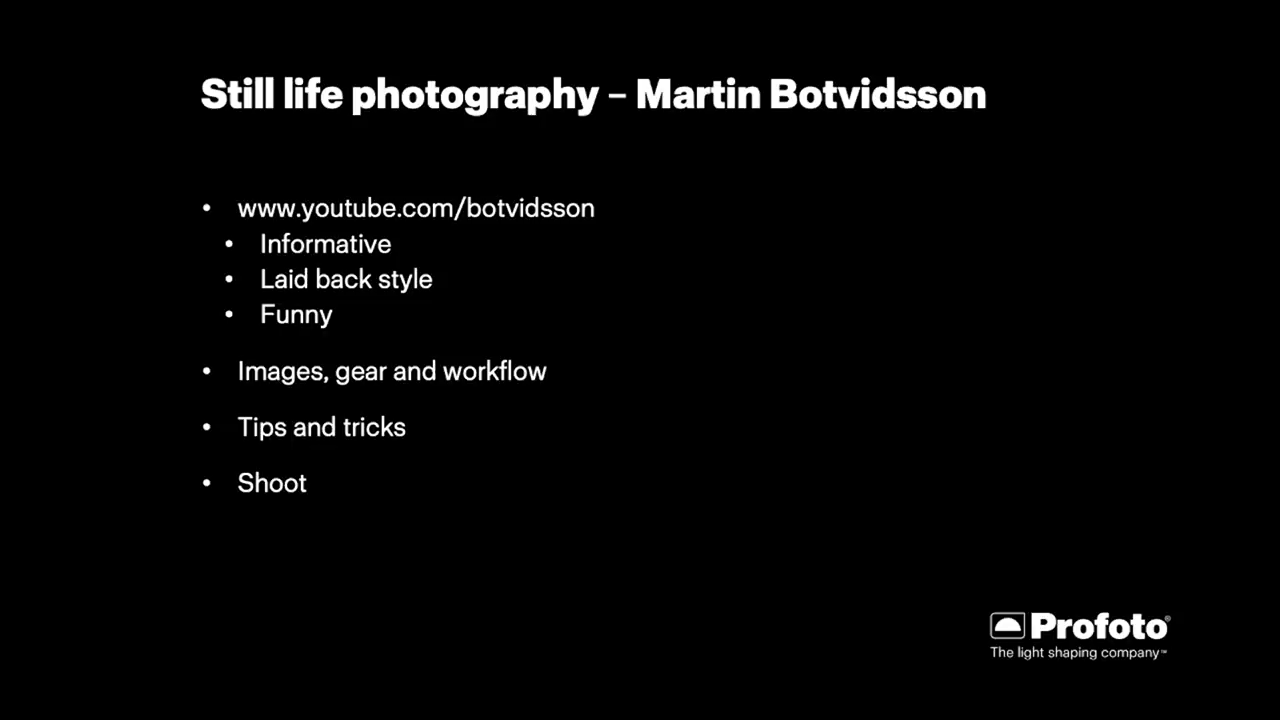 Still life photography – Martin Botvidsson
• www.youtube.com/botvidsson
• Informative
• Laid back style
• Funny
• Images, gear and workflow
• Tips and tricks
• Shoot
Profoto®
The light shaping company™